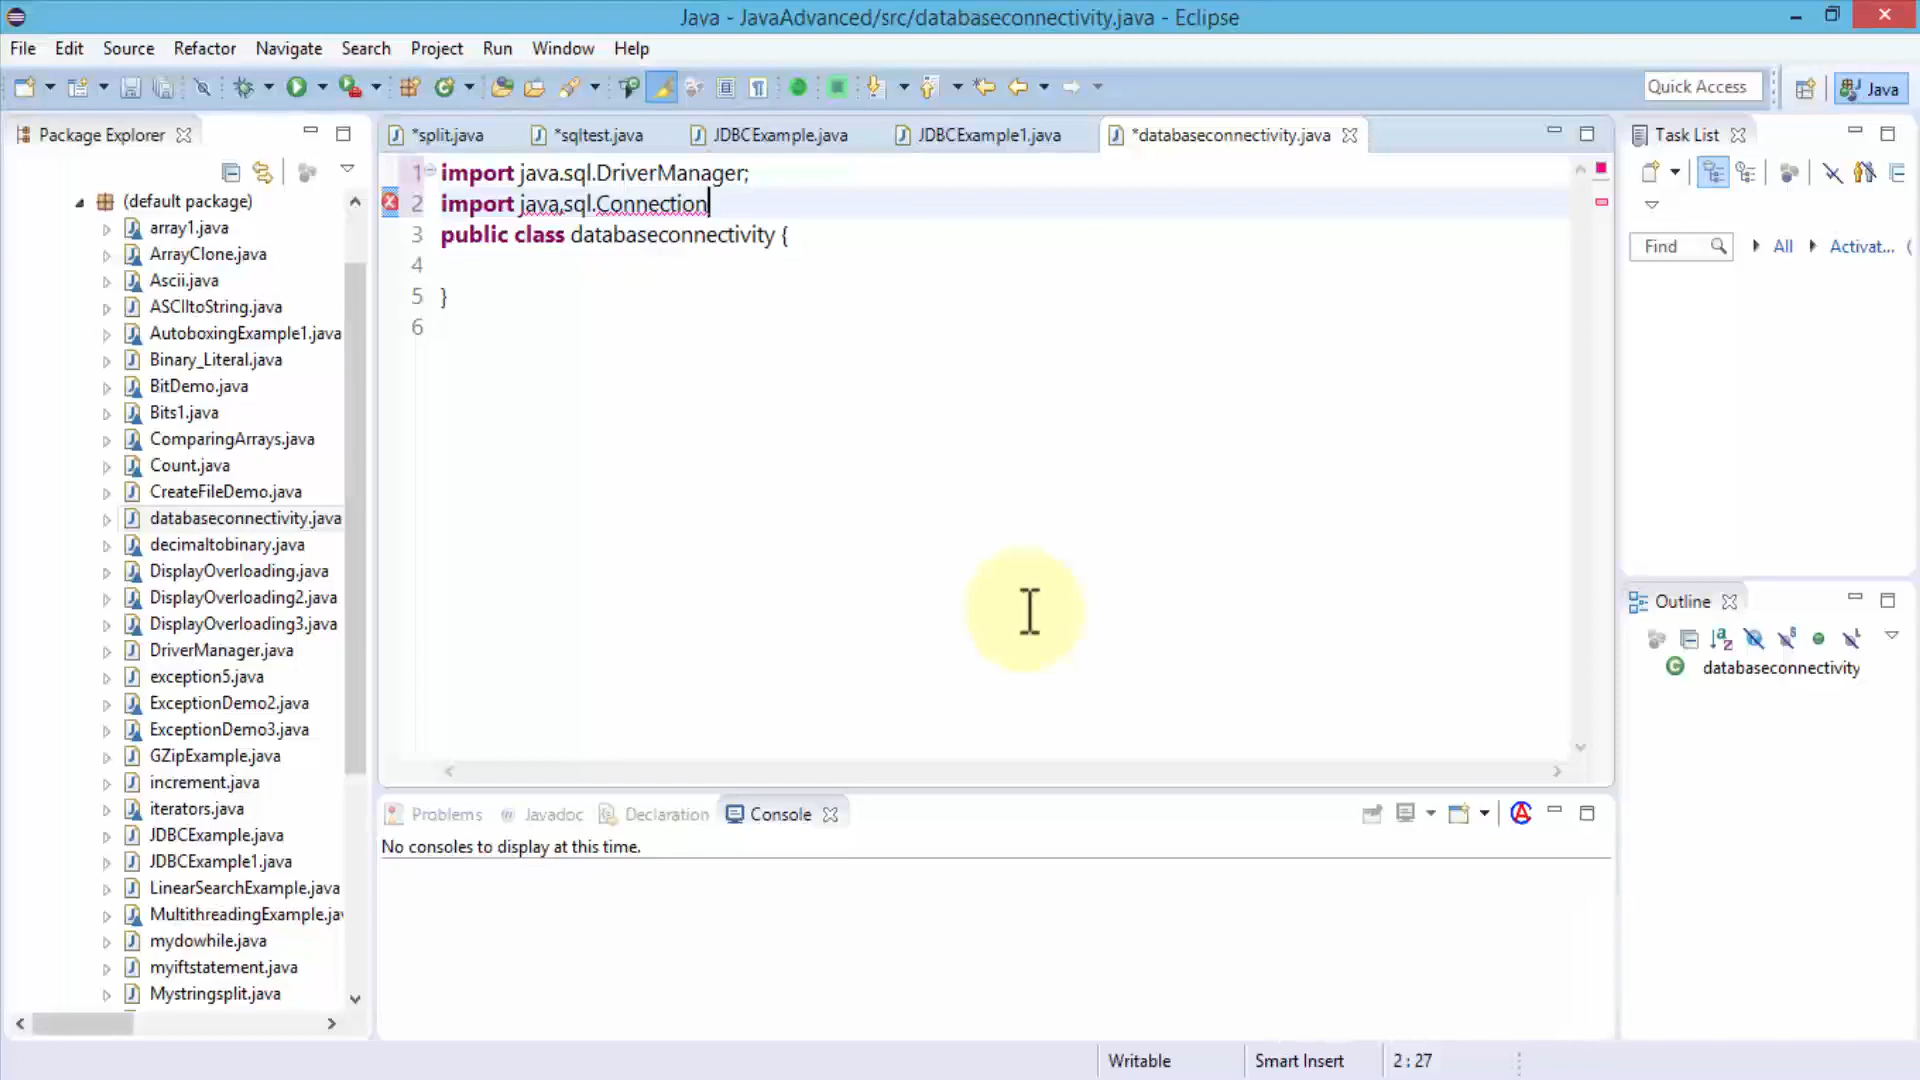 Java - JavaAdvanced/src/databaseconnectivity.java - Eclipse
File Edit Source Refactor Navigate Search Project Run Window Help
Quick Access
Java
Package Explorer
*split.java
*sqltest.java
JDBCExample.java
JDBCExample1.java
*databaseconnectivity.java
Task List
(default package)
array1.java
ArrayClone.java
Ascii.java
ASCIItoString.java
AutoboxingExample1.java
Binary_Literal.java
BitDemo.java
Bits1.java
ComparingArrays.java
Count.java
CreateFileDemo.java
databaseconnectivity.java
decimaltobinary.java
DisplayOverloading.java
DisplayOverloading2.java
DisplayOverloading3.java
DriverManager.java
exception5.java
ExceptionDemo2.java
ExceptionDemo3.java
GZipExample.java
increment.java
iterators.java
JDBCExample.java
JDBCExample1.java
LinearSearchExample.java
MultithreadingExample.ja
mydowhile.java
myiftstatement.java
Mystringsplit.java
1 import java.sql.DriverManager;
2 import java,sql.Connection
3 public class databaseconnectivity {
4
5 }
6
Find All Activat...
Outline
databaseconnectivity
Problems Javadoc Declaration Console
No consoles to display at this time.
Writable Smart Insert 2 : 27